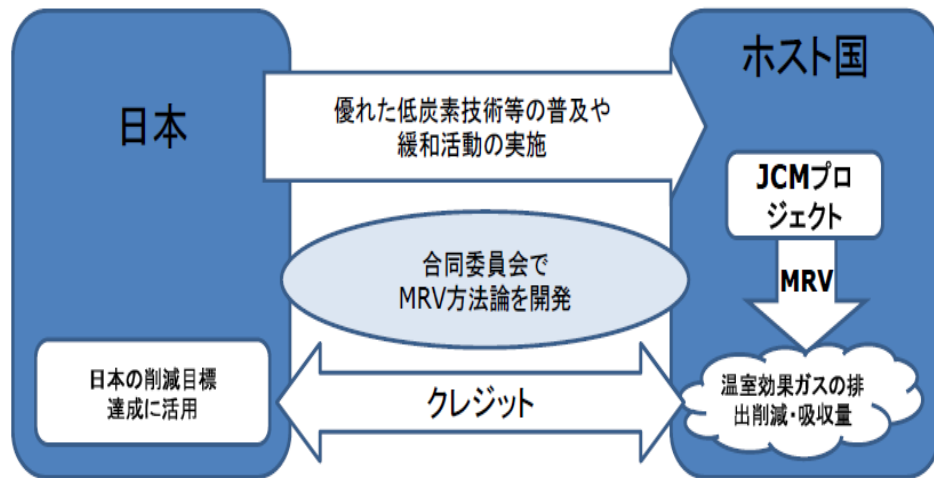 日本
優れた低炭素技術等の普及や
緩和活動の実施
ホスト国
JCMプロ
ジェクト
MRV
合同委員会で
MRV方法論を開発
日本の削減目標
達成に活用
クレジット
温室効果ガスの排
出削減・吸収量